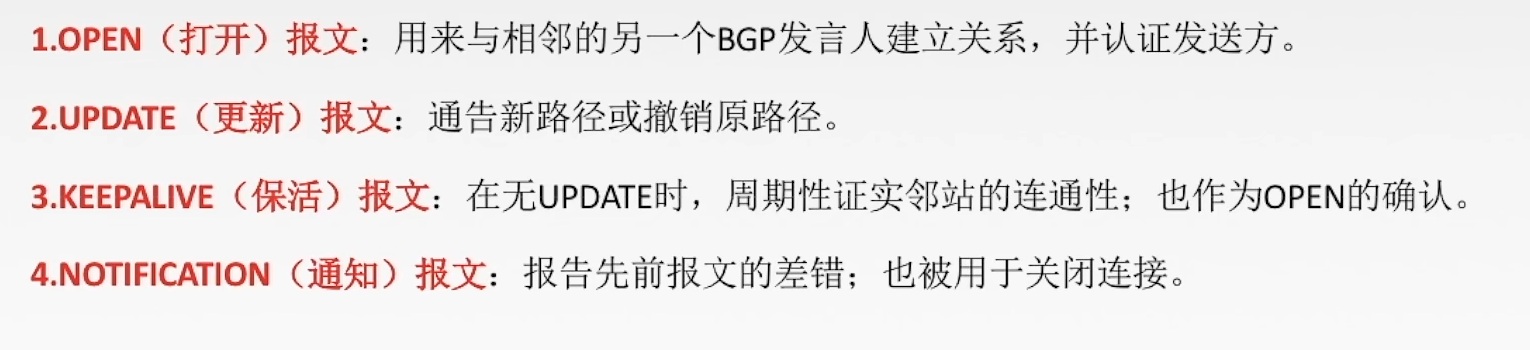 1.OPEN（打开）报文：用来与相邻的另一个BGP发言人建立关系，并认证发送方。
2.UPDATE（更新）报文：通告新路径或撤销原路径。
3.KEEPALIVE（保活）报文：在无UPDATE时，周期性证实邻站的连通性；也作为OPEN的确认。
4.NOTIFICATION（通知）报文：报告先前报文的差错；也被用于关闭连接。